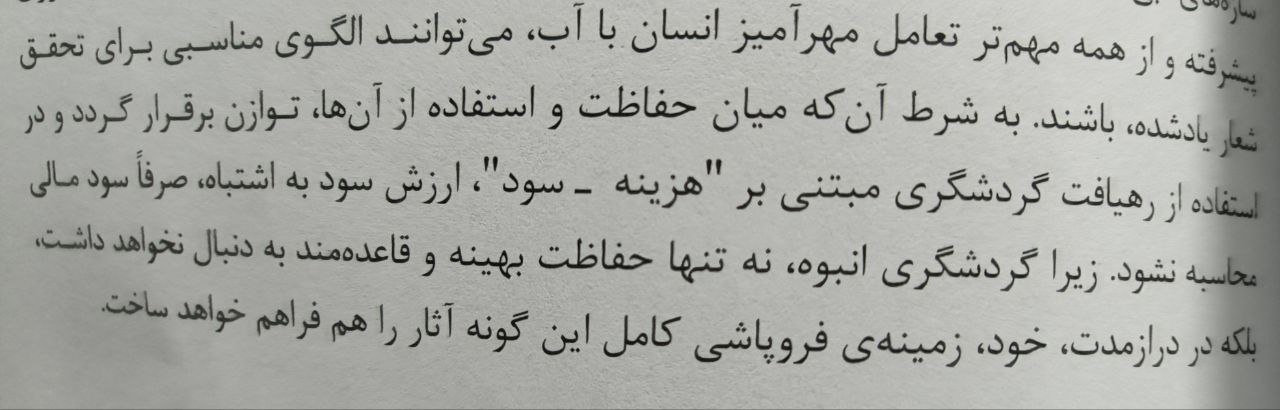 سازه‌های
پیشرفته و از همه مهم‌تر تعامل مهرآمیز انسان با آب، می‌توانند الگوی مناسبی برای تحقق
شعار یادشده، باشند. به شرط آن‌که میان حفاظت و استفاده از آن‌ها، توازن برقرار گردد و در
استفاده از رهیافت گردشگری مبتنی بر "هزینه ـ سود"، ارزش سود به اشتباه، صرفاً سود مالی
محاسبه نشود. زیرا گردشگری انبوه، نه تنها حفاظت بهینه و قاعده‌مند به دنبال نخواهد داشت،
بلکه در درازمدت، خود، زمینه‌ی فروپاشی کامل این گونه آثار را هم فراهم خواهد ساخت.